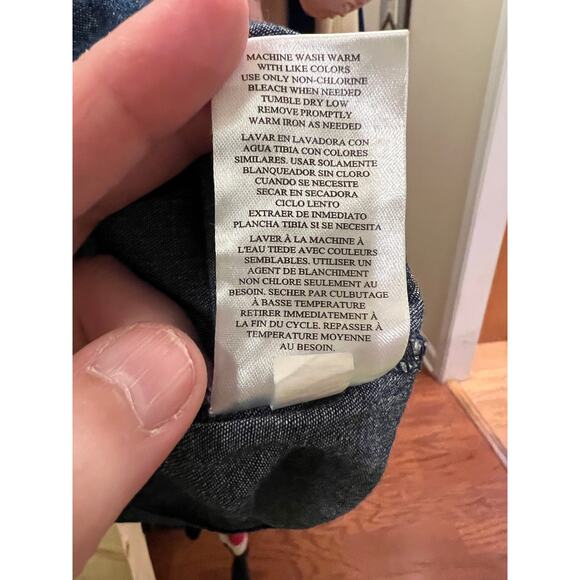 MACHINE WASH WARM
WITH LIKE COLORS
USE ONLY NON-CHLORINE
BLEACH WHEN NEEDED
TUMBLE DRY LOW
REMOVE PROMPTLY
WARM IRON AS NEEDED
LAVAR EN LAVADORA CON
AGUA TIBIA CON COLORES
SIMILARES. USAR SOLAMENTE
BLANQUEADOR SIN CLORO
CUANDO SE NECESITE
SECAR EN SECADORA
CICLO LENTO
EXTRAER DE INMEDIATO
PLANCHA TIBIA SI SE NECESITA
LAVER À LA MACHINE À
L'EAU TIEDE AVEC COULEURS
SEMBLABLES. UTILISER UN
AGENT DE BLANCHIMENT
NON CHLORE SEULEMENT AU
BESOIN. SECHER PAR CULBUTAGE
À BASSE TEMPERATURE
RETIRER IMMEDIATEMENT À
LA FIN DU CYCLE. REPASSER À
TEMPERATURE MOYENNE
AU BESOIN.